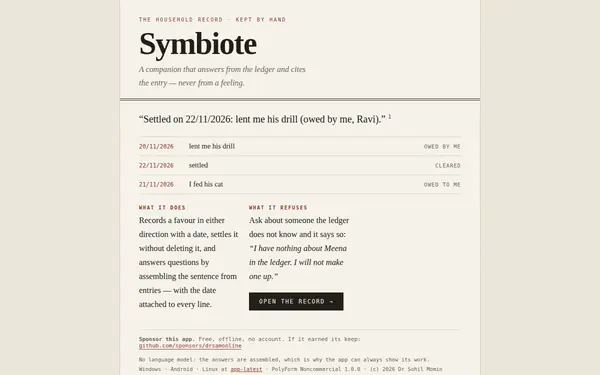 THE HOUSEHOLD RECORD · KEPT BY HAND
Symbiote
A companion that answers from the ledger and cites
the entry — never from a feeling.
“Settled on 22/11/2026: lent me his drill (owed by me, Ravi).” 1
20/11/2026 lent me his drill OWED BY ME
22/11/2026 settled CLEARED
21/11/2026 I fed his cat OWED TO ME
WHAT IT DOES
Records a favour in either
direction with a date, settles it
without deleting it, and
answers questions by
assembling the sentence from
entries — with the date
attached to every line.
WHAT IT REFUSES
Ask about someone the ledger
does not know and it says so:
“I have nothing about Meena
in the ledger. I will not make
one up.”
OPEN THE RECORD →
Sponsor this app. Free, offline, no account. If it earned its keep:
github.com/sponsors/drsamonline
No language model: the answers are assembled, which is why the app can always show its work.
Windows · Android · Linux at app-latest · PolyForm Noncommercial 1.0.0 · (c) 2026 Dr Sohil Momin